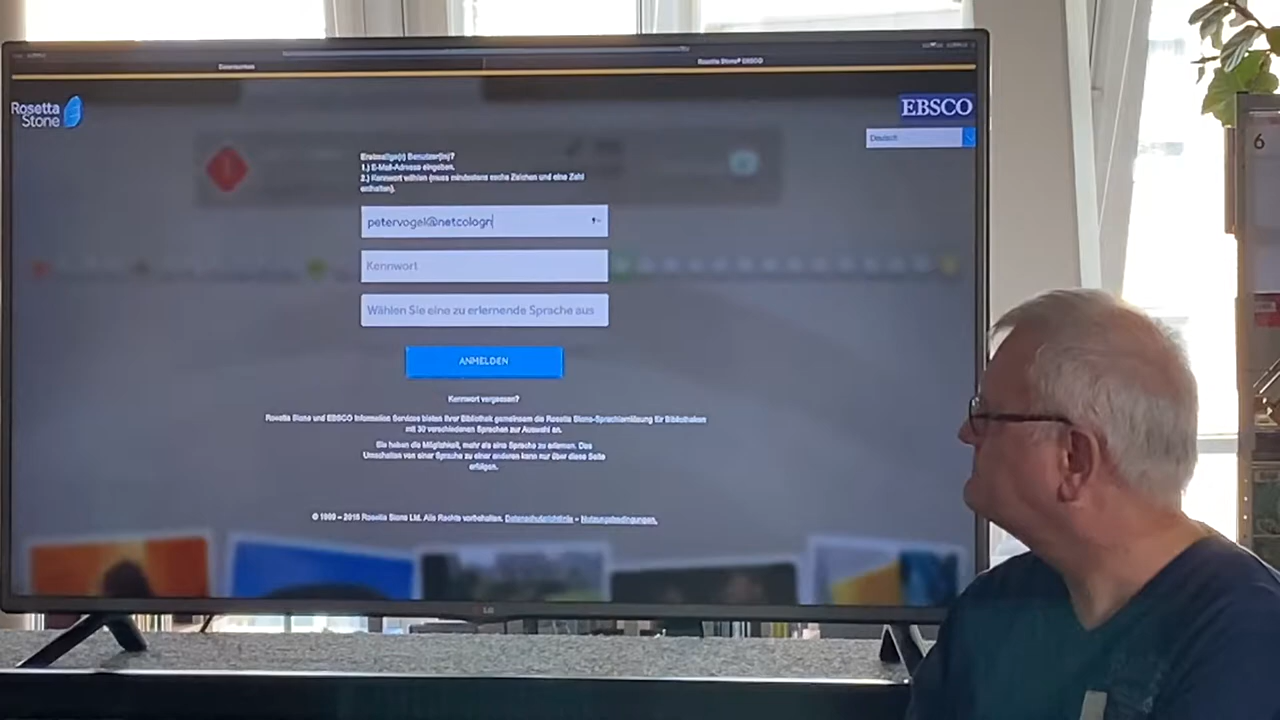 Rosetta Stone® EBSCO
Rosetta
Stone
EBSCO
Deutsch
Erstmalige(r) Benutzer(in)?
1.) E-Mail-Adresse eingeben.
2.) Kennwort wählen (muss mindestens sechs Zeichen und eine Zahl
enthalten).
petervogel@netcologn
Kennwort
Wählen Sie eine zu erlernende Sprache aus
ANMELDEN
Kennwort vergessen?
Rosetta Stone und EBSCO Information Services bieten Ihrer Bibliothek gemeinsam die Rosetta Stone-Sprachlernlösung für Bibliotheken
mit 30 verschiedenen Sprachen zur Auswahl an.
Sie haben die Möglichkeit, mehr als eine Sprache zu erlernen. Das
Umschalten von einer Sprache zu einer anderen kann nur über diese Seite
erfolgen.
© 1999 – 2015 Rosetta Stone Ltd. Alle Rechte vorbehalten. Datenschutzrichtlinie – Nutzungsbedingungen.
LG
6